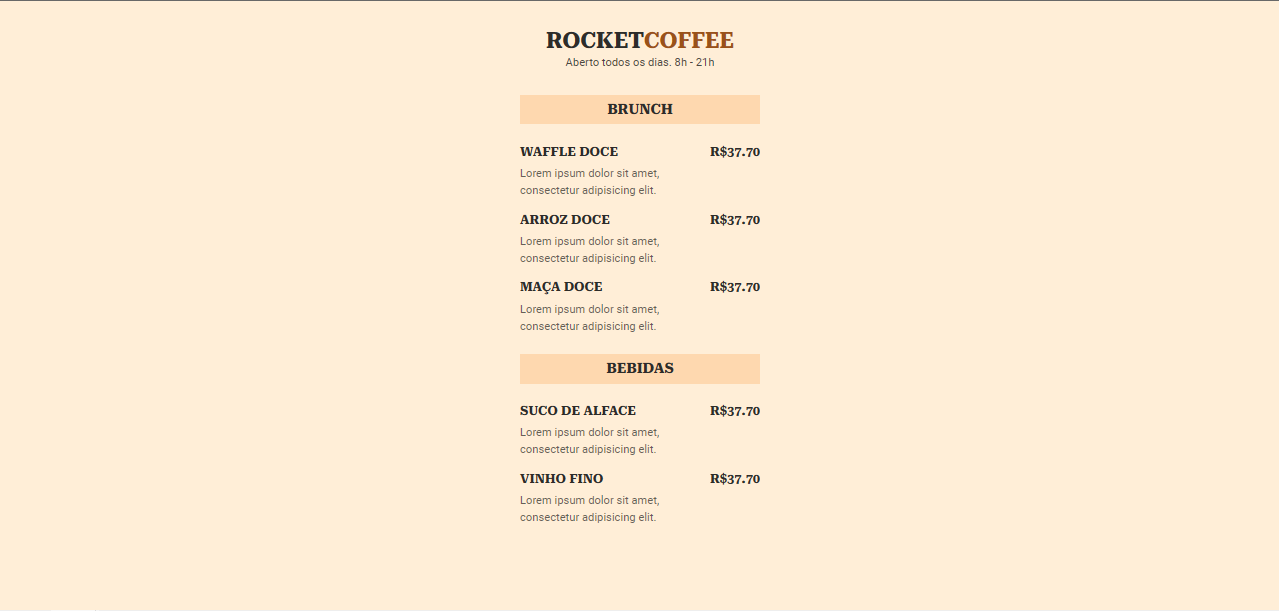 ROCKETCOFFEE
Aberto todos os dias. 8h - 21h
BRUNCH
WAFFLE DOCE R$37.70
Lorem ipsum dolor sit amet,
consectetur adipisicing elit.
ARROZ DOCE R$37.70
Lorem ipsum dolor sit amet,
consectetur adipisicing elit.
MAÇA DOCE R$37.70
Lorem ipsum dolor sit amet,
consectetur adipisicing elit.
BEBIDAS
SUCO DE ALFACE R$37.70
Lorem ipsum dolor sit amet,
consectetur adipisicing elit.
VINHO FINO R$37.70
Lorem ipsum dolor sit amet,
consectetur adipisicing elit.